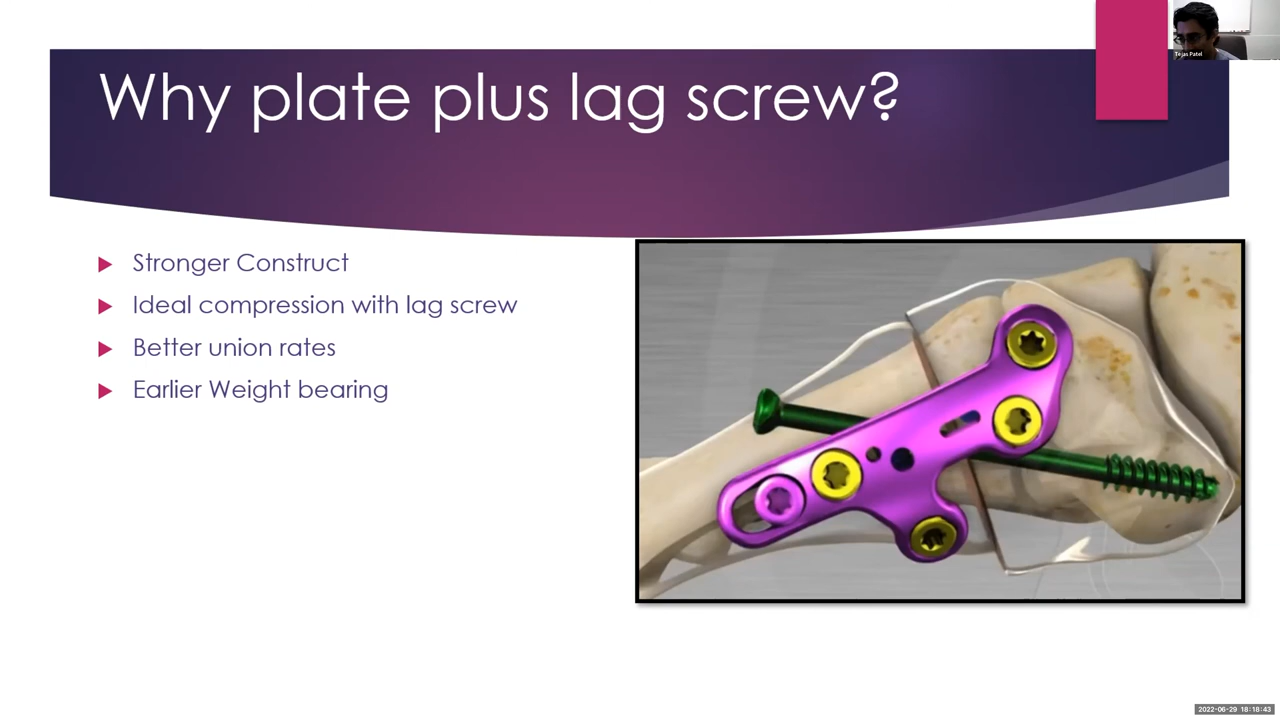 Tejas Patel
Why plate plus lag screw?
Stronger Construct
Ideal compression with lag screw
Better union rates
Earlier Weight bearing
2022-06-29 18:18:43